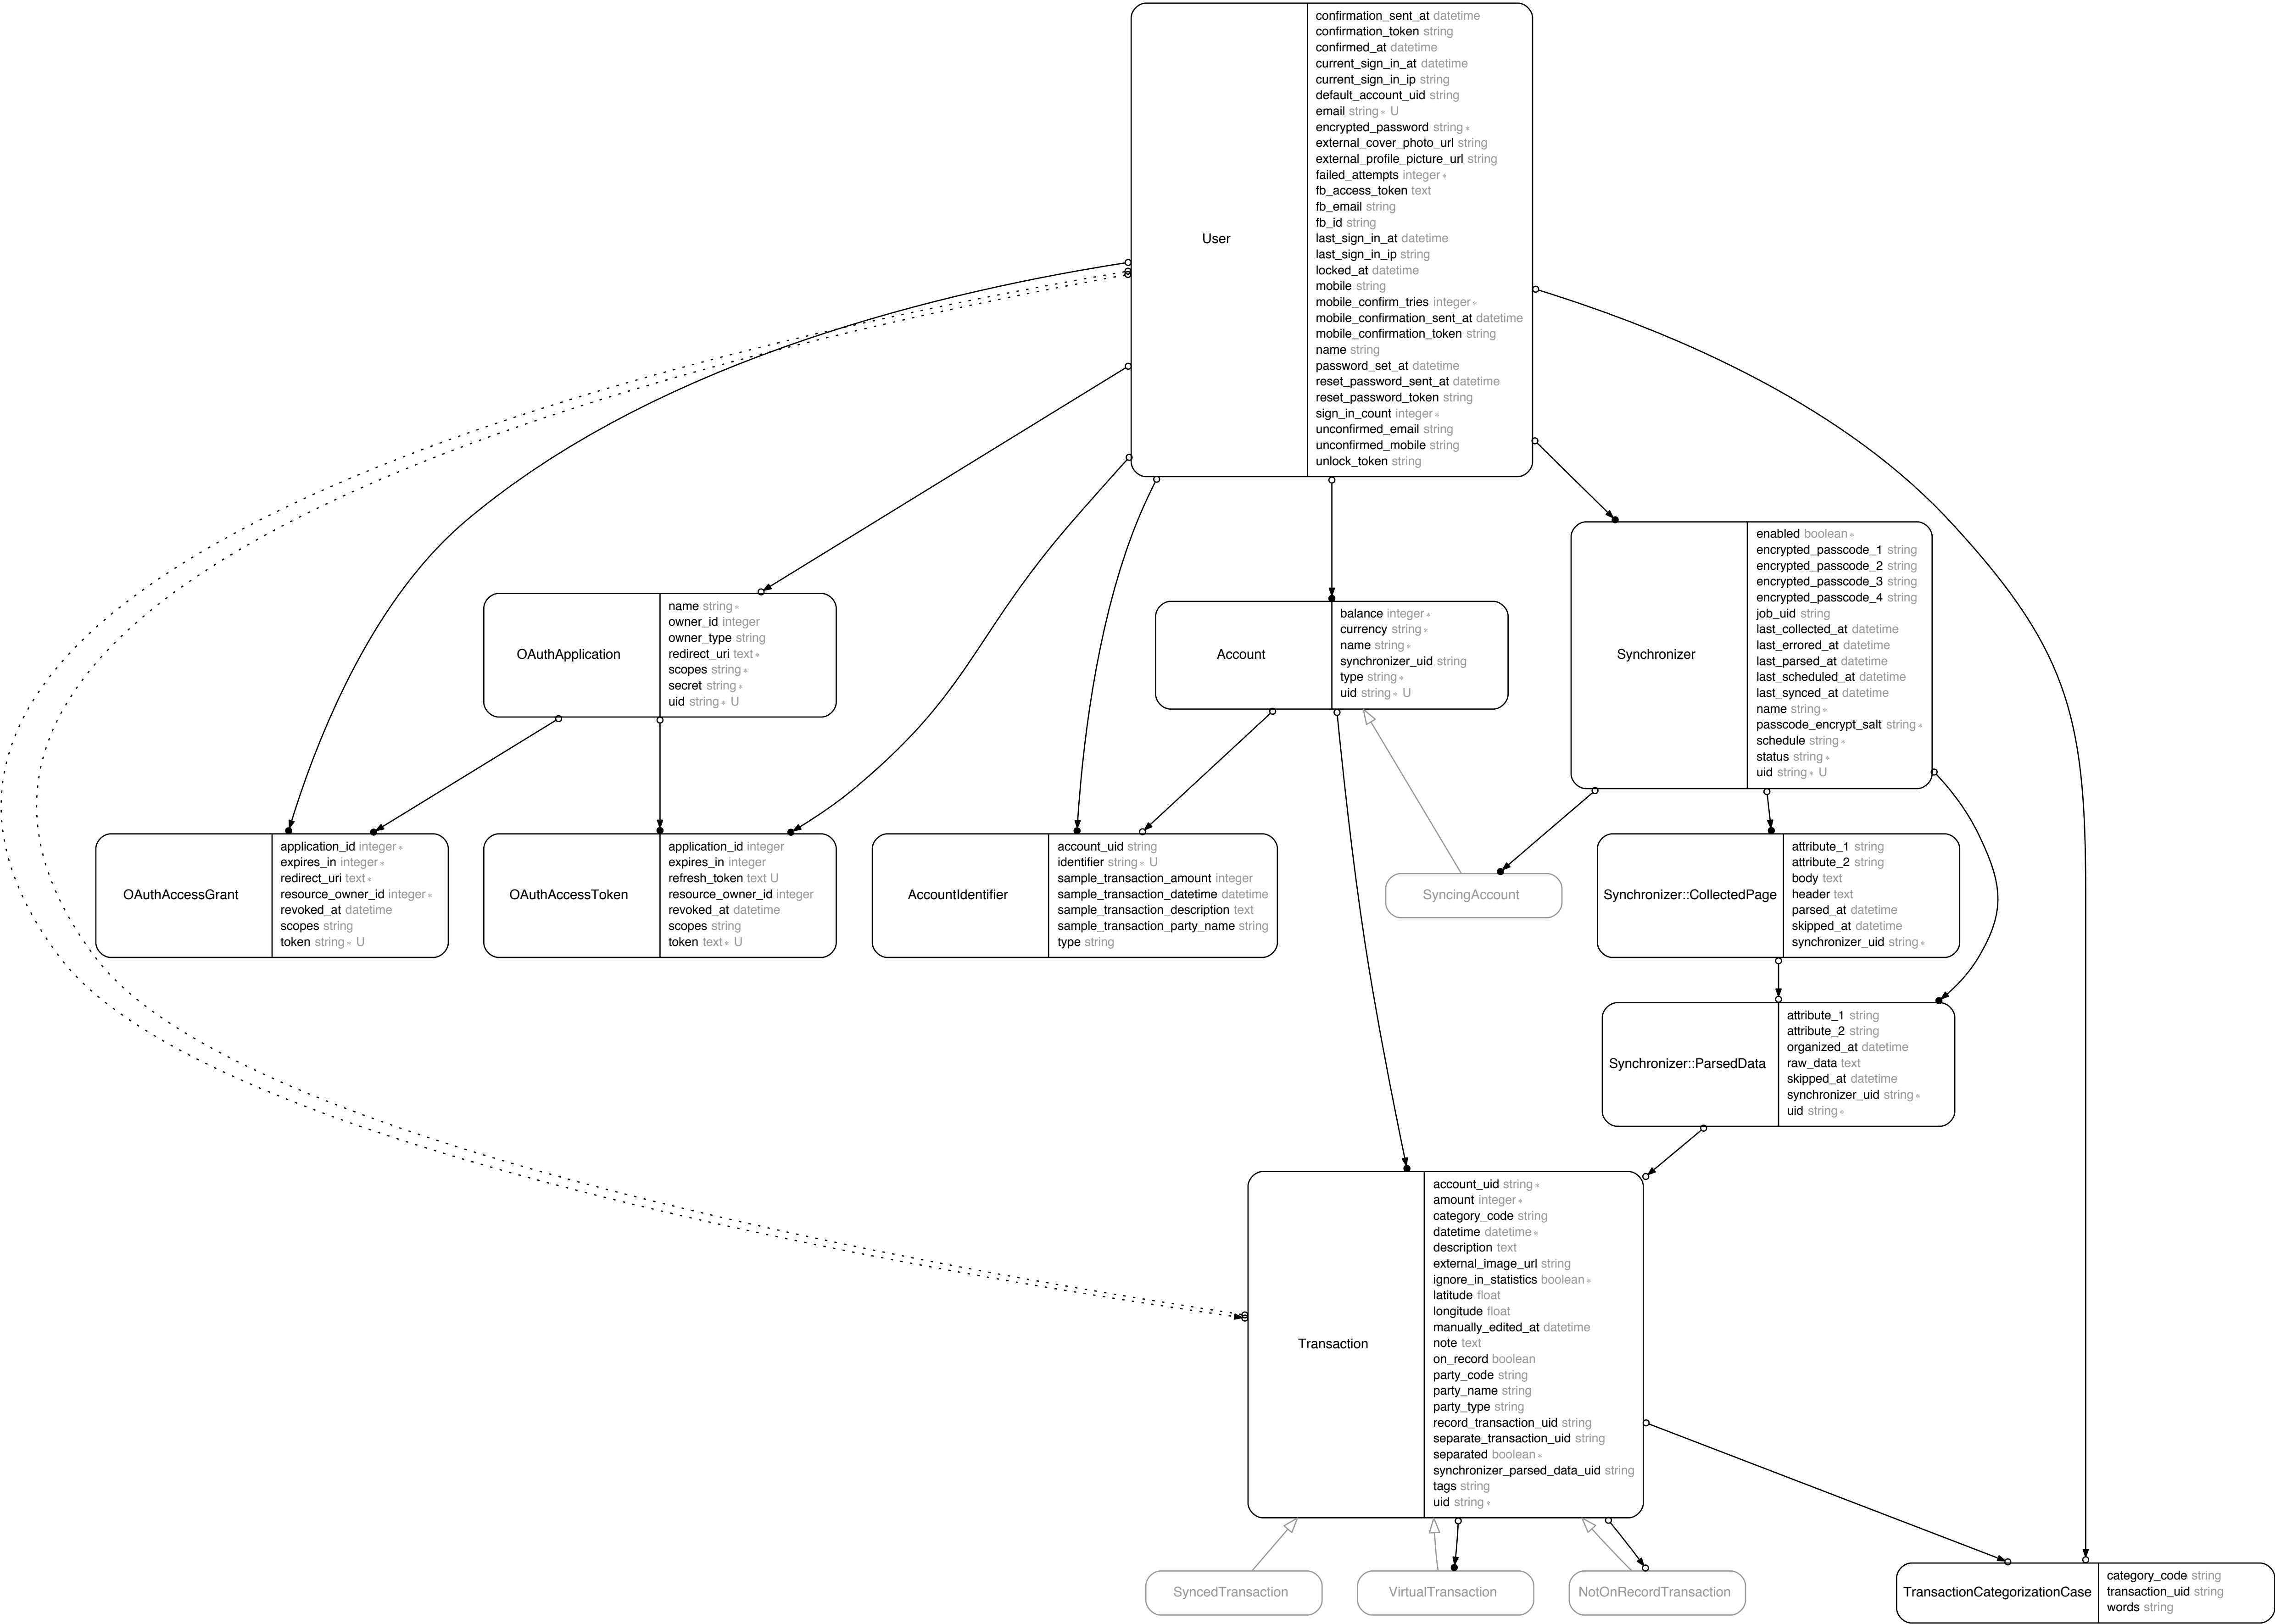 User
confirmation_sent_at datetime
confirmation_token string
confirmed_at datetime
current_sign_in_at datetime
current_sign_in_ip string
default_account_uid string
email string * U
encrypted_password string *
external_cover_photo_url string
external_profile_picture_url string
failed_attempts integer *
fb_access_token text
fb_email string
fb_id string
last_sign_in_at datetime
last_sign_in_ip string
locked_at datetime
mobile string
mobile_confirm_tries integer *
mobile_confirmation_sent_at datetime
mobile_confirmation_token string
name string
password_set_at datetime
reset_password_sent_at datetime
reset_password_token string
sign_in_count integer *
unconfirmed_email string
unconfirmed_mobile string
unlock_token string
OAuthApplication
name string *
owner_id integer
owner_type string
redirect_uri text *
scopes string *
secret string *
uid string * U
Account
balance integer *
currency string *
name string *
synchronizer_uid string
type string *
uid string * U
Synchronizer
enabled boolean *
encrypted_passcode_1 string
encrypted_passcode_2 string
encrypted_passcode_3 string
encrypted_passcode_4 string
job_uid string
last_collected_at datetime
last_errored_at datetime
last_parsed_at datetime
last_scheduled_at datetime
last_synced_at datetime
name string *
passcode_encrypt_salt string *
schedule string *
status string *
uid string * U
OAuthAccessGrant
application_id integer *
expires_in integer *
redirect_uri text *
resource_owner_id integer *
revoked_at datetime
scopes string
token string * U
OAuthAccessToken
application_id integer
expires_in integer
refresh_token text U
resource_owner_id integer
revoked_at datetime
scopes string
token text * U
AccountIdentifier
account_uid string
identifier string * U
sample_transaction_amount integer
sample_transaction_datetime datetime
sample_transaction_description text
sample_transaction_party_name string
type string
SyncingAccount
Synchronizer::CollectedPage
attribute_1 string
attribute_2 string
body text
header text
parsed_at datetime
skipped_at datetime
synchronizer_uid string *
Synchronizer::ParsedData
attribute_1 string
attribute_2 string
organized_at datetime
raw_data text
skipped_at datetime
synchronizer_uid string *
uid string *
Transaction
account_uid string *
amount integer *
category_code string
datetime datetime *
description text
external_image_url string
ignore_in_statistics boolean *
latitude float
longitude float
manually_edited_at datetime
note text
on_record boolean
party_code string
party_name string
party_type string
record_transaction_uid string
separate_transaction_uid string
separated boolean *
synchronizer_parsed_data_uid string
tags string
uid string *
SyncedTransaction
VirtualTransaction
NotOnRecordTransaction
TransactionCategorizationCase
category_code string
transaction_uid string
words string